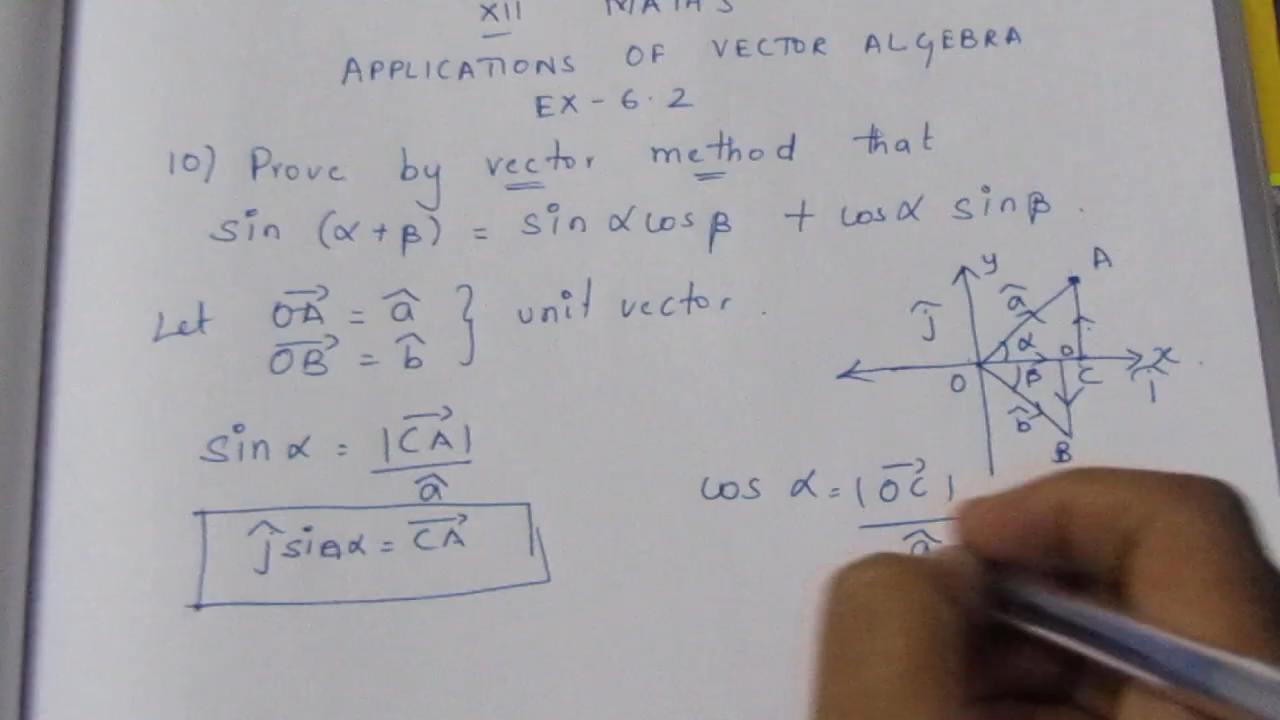 XII MATHS
APPLICATIONS OF VECTOR ALGEBRA
EX-6.2
10) Prove by vector method that
sin (α+β) = sin α cos β + cos α sin β.
Let OA⃗ = â } unit vector.
OB⃗ = b̂
y
A
ĵ
â
α
O
β
C
x
î
b̂
B
sin α = |CA⃗|
â
ĵ sin α = CA⃗
cos α = |OC⃗|
â